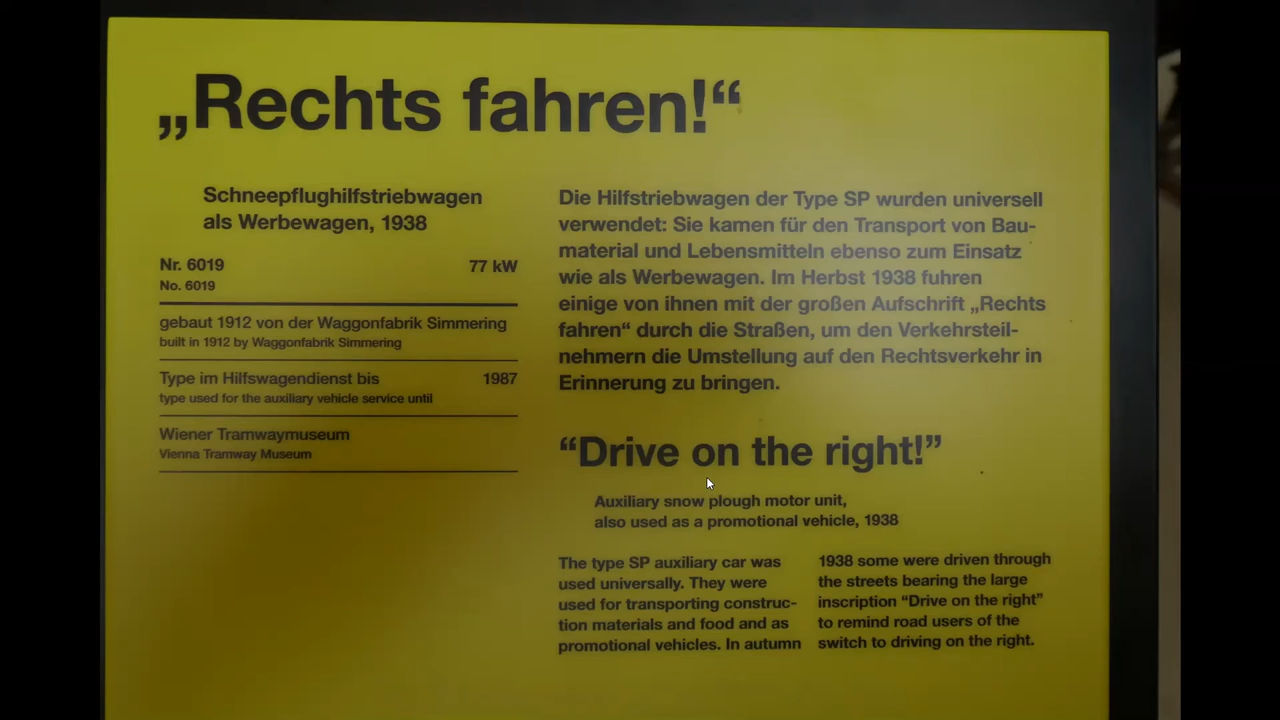 „Rechts fahren!“
Schneepflughilfstriebwagen
als Werbewagen, 1938
Nr. 6019 77 kW
No. 6019
gebaut 1912 von der Waggonfabrik Simmering
built in 1912 by Waggonfabrik Simmering
Type im Hilfswagendienst bis 1987
type used for the auxiliary vehicle service until
Wiener Tramwaymuseum
Vienna Tramway Museum
Die Hilfstriebwagen der Type SP wurden universell
verwendet: Sie kamen für den Transport von Bau-
material und Lebensmitteln ebenso zum Einsatz
wie als Werbewagen. Im Herbst 1938 fuhren
einige von ihnen mit der großen Aufschrift „Rechts
fahren“ durch die Straßen, um den Verkehrsteil-
nehmern die Umstellung auf den Rechtsverkehr in
Erinnerung zu bringen.
“Drive on the right!”
Auxiliary snow plough motor unit,
also used as a promotional vehicle, 1938
The type SP auxiliary car was
used universally. They were
used for transporting construc-
tion materials and food and as
promotional vehicles. In autumn
1938 some were driven through
the streets bearing the large
inscription “Drive on the right”
to remind road users of the
switch to driving on the right.